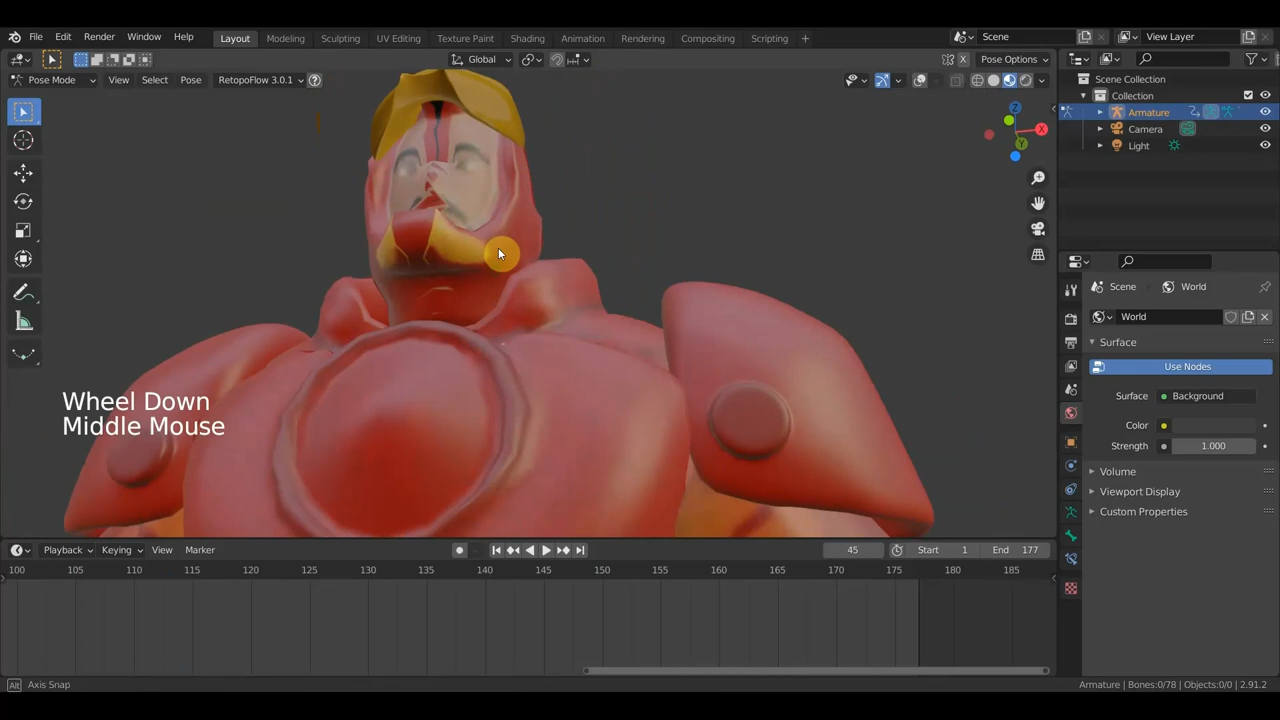 File Edit Render Window Help Layout Modeling Sculpting UV Editing Texture Paint Shading Animation Rendering Compositing Scripting + Scene View Layer
Global Pose Options
Pose Mode View Select Pose RetopoFlow 3.0.1 ?
Scene Collection
Collection
Armature
Camera
Light
X
Y
Z
Scene World
World
Surface
Use Nodes
Surface Background
Color
Strength 1.000
Volume
Viewport Display
Custom Properties
Wheel Down
Middle Mouse
Playback Keying View Marker 45 Start 1 End 177
100 105 110 115 120 125 130 135 140 145 150 155 160 165 170 175 180 185
Alt Axis Snap Armature | Bones:0/78 | Objects:0/0 | 2.91.2